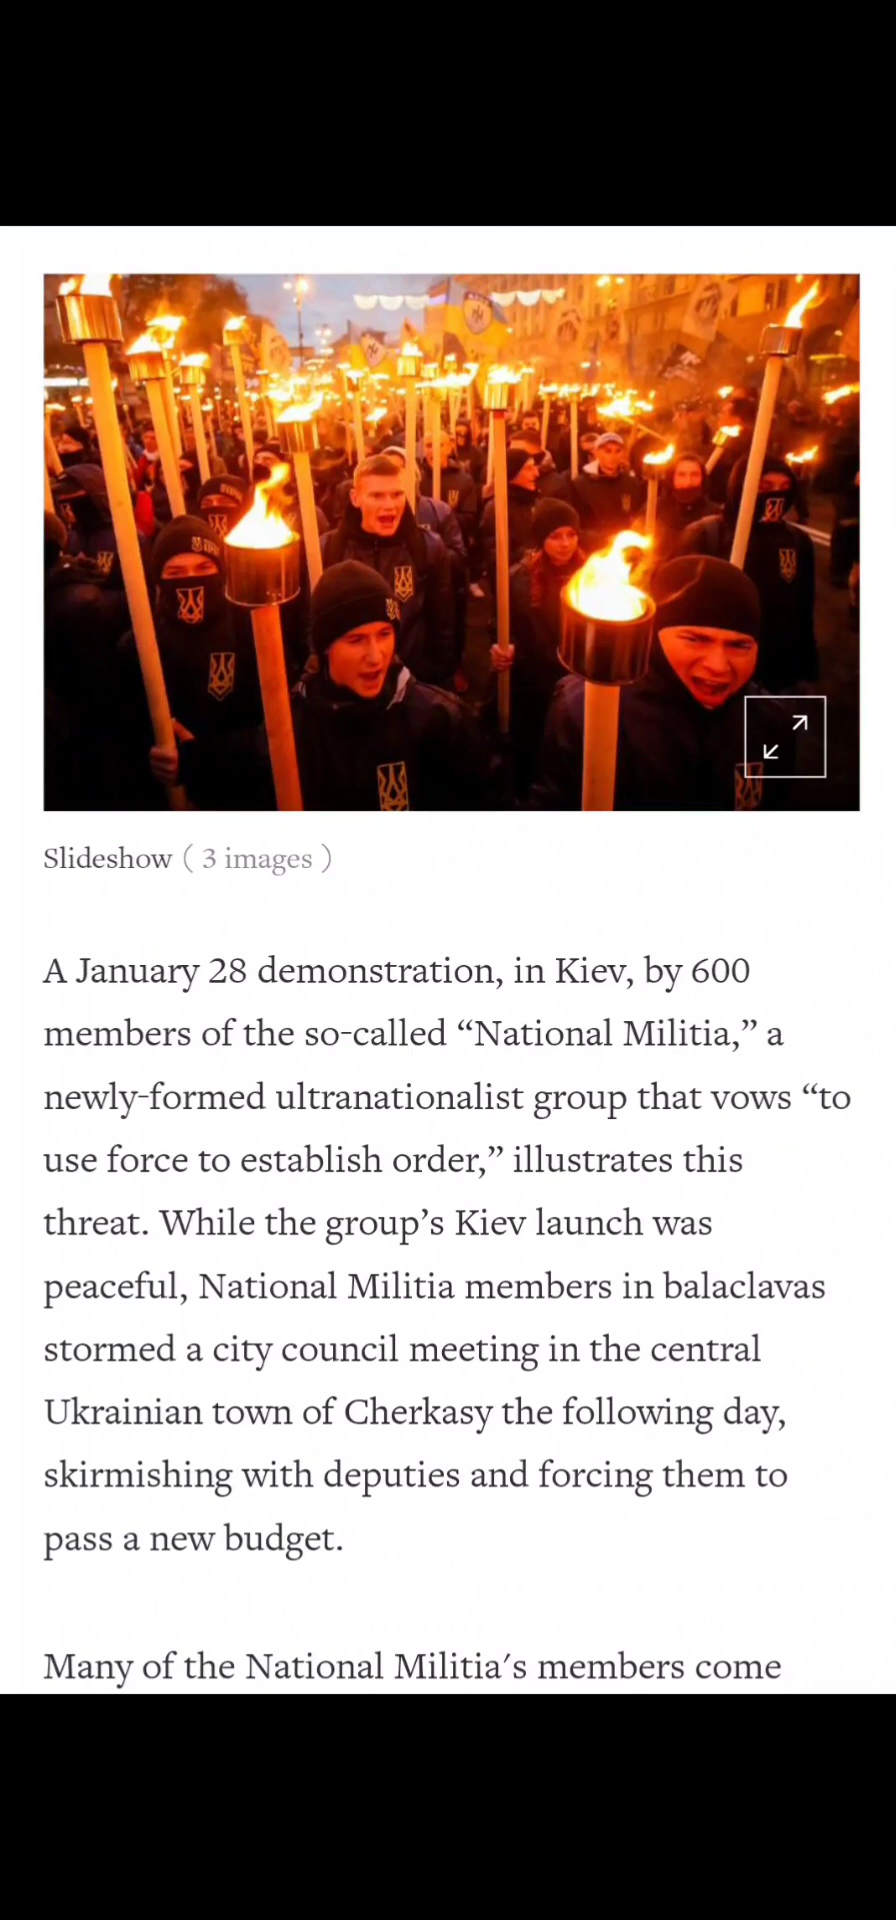 Slideshow ( 3 images )
A January 28 demonstration, in Kiev, by 600
members of the so-called “National Militia,” a
newly-formed ultranationalist group that vows “to
use force to establish order,” illustrates this
threat. While the group’s Kiev launch was
peaceful, National Militia members in balaclavas
stormed a city council meeting in the central
Ukrainian town of Cherkasy the following day,
skirmishing with deputies and forcing them to
pass a new budget.
Many of the National Militia's members come